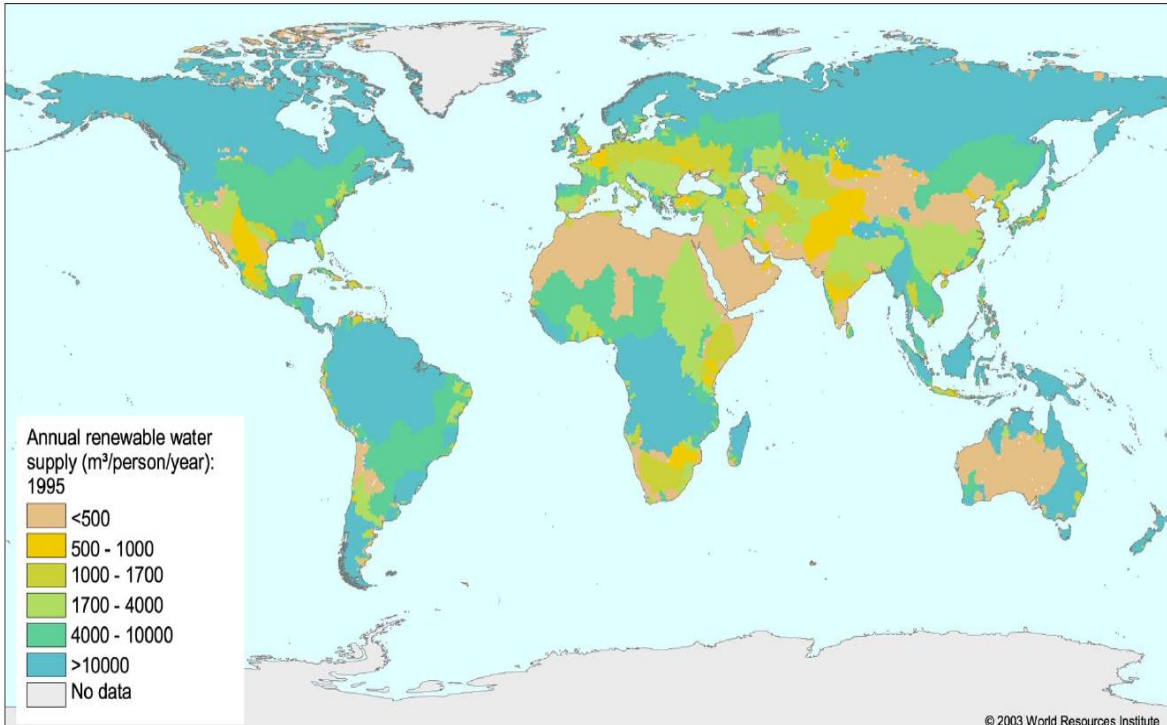 Annual renewable water
supply (m³/person/year):
1995
<500
500 - 1000
1000 - 1700
1700 - 4000
4000 - 10000
>10000
No data
© 2003 World Resources Institute